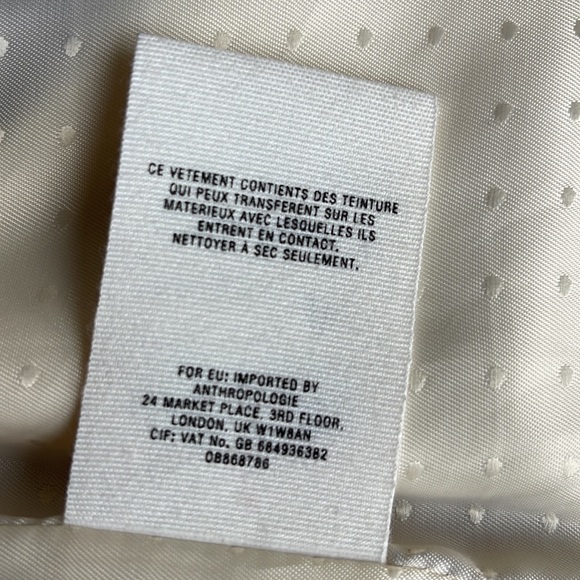 CE VETEMENT CONTIENTS DES TEINTURE
QUI PEUX TRANSFERENT SUR LES
MATERIEUX AVEC LESQUELLES ILS
ENTRENT EN CONTACT.
NETTOYER À SEC SEULEMENT.
FOR EU: IMPORTED BY
ANTHROPOLOGIE
24 MARKET PLACE, 3RD FLOOR,
LONDON, UK W1W8AN
CIF: VAT No. GB 684936382
OB868786